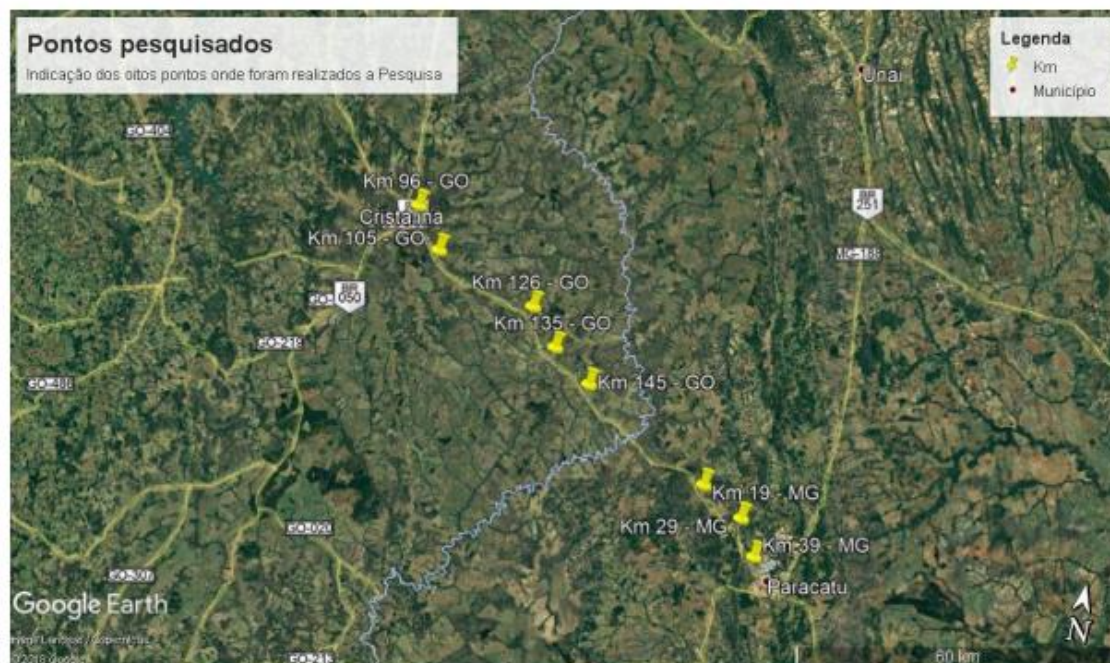 Pontos pesquisados
Indicação dos oitos pontos onde foram realizados a Pesquisa
Legenda
Km
Município
Unaí
GO-404
Km 96 - GO
Cristalina
Km 105 - GO
BR
251
MG-188
Km 126 - GO
BR
050
GO-
Km 135 - GO
GO-219
Km 145 - GO
Km 19 - MG
Km 29 - MG
GO-020
Km 39 - MG
GO-307
Paracatu
Google Earth
N
GO-213
60 km